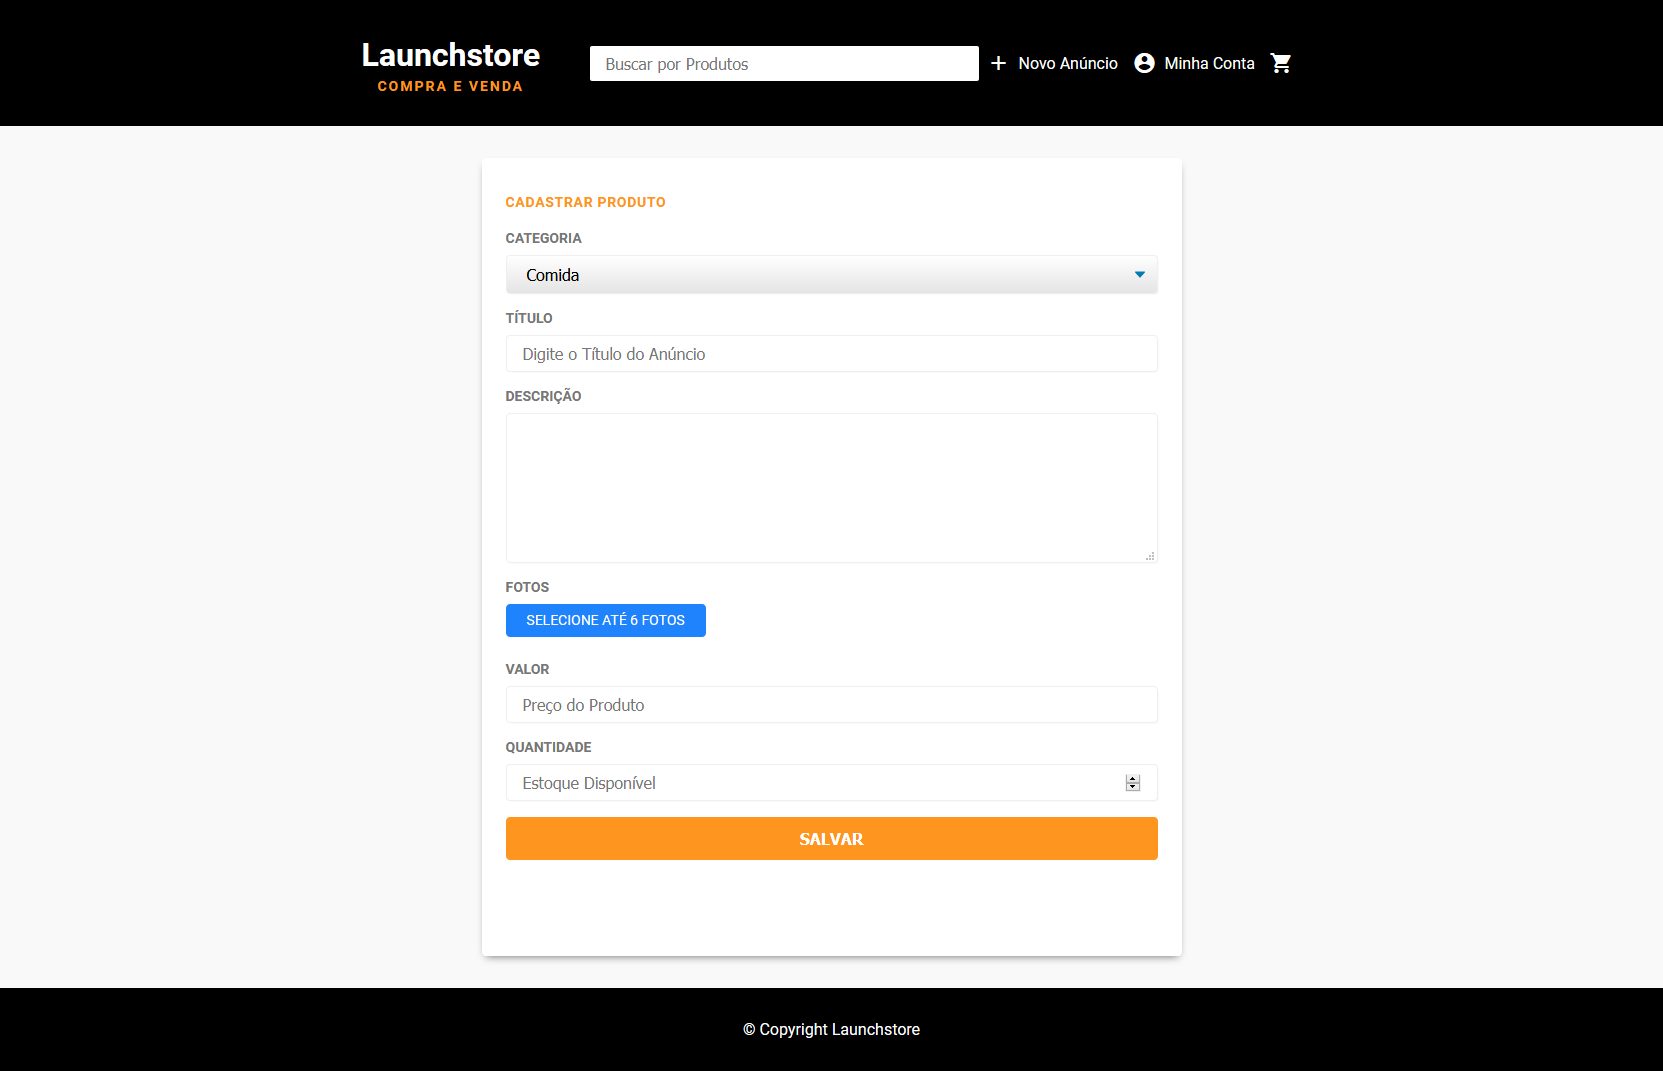 Launchstore
COMPRA E VENDA
Buscar por Produtos
Novo Anúncio
Minha Conta
CADASTRAR PRODUTO
CATEGORIA
Comida
TÍTULO
Digite o Título do Anúncio
DESCRIÇÃO
FOTOS
SELECIONE ATÉ 6 FOTOS
VALOR
Preço do Produto
QUANTIDADE
Estoque Disponível
SALVAR
© Copyright Launchstore